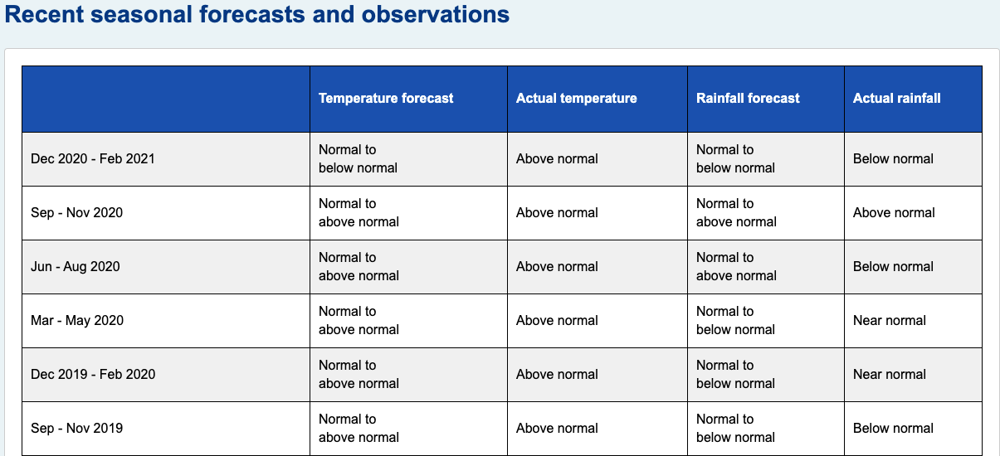 Recent seasonal forecasts and observations
Temperature forecast Actual temperature Rainfall forecast Actual rainfall
Dec 2020 - Feb 2021 Normal to below normal Above normal Normal to below normal Below normal
Sep - Nov 2020 Normal to above normal Above normal Normal to above normal Above normal
Jun - Aug 2020 Normal to above normal Above normal Normal to above normal Below normal
Mar - May 2020 Normal to above normal Above normal Normal to below normal Near normal
Dec 2019 - Feb 2020 Normal to above normal Above normal Normal to below normal Near normal
Sep - Nov 2019 Normal to above normal Above normal Normal to below normal Below normal